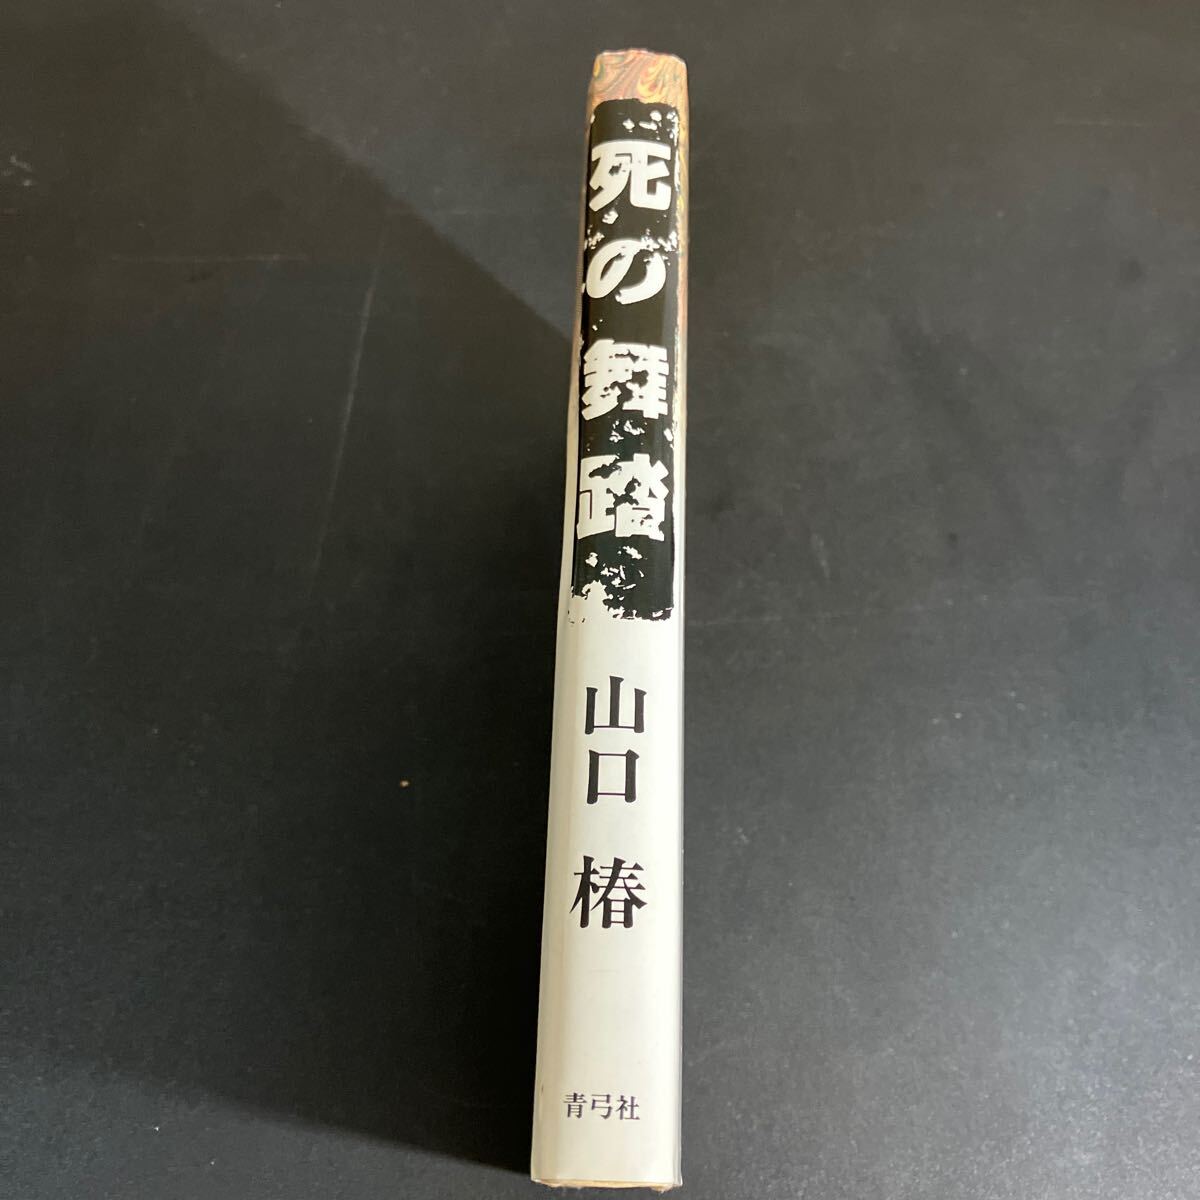 死の舞踏
山口 椿
青弓社